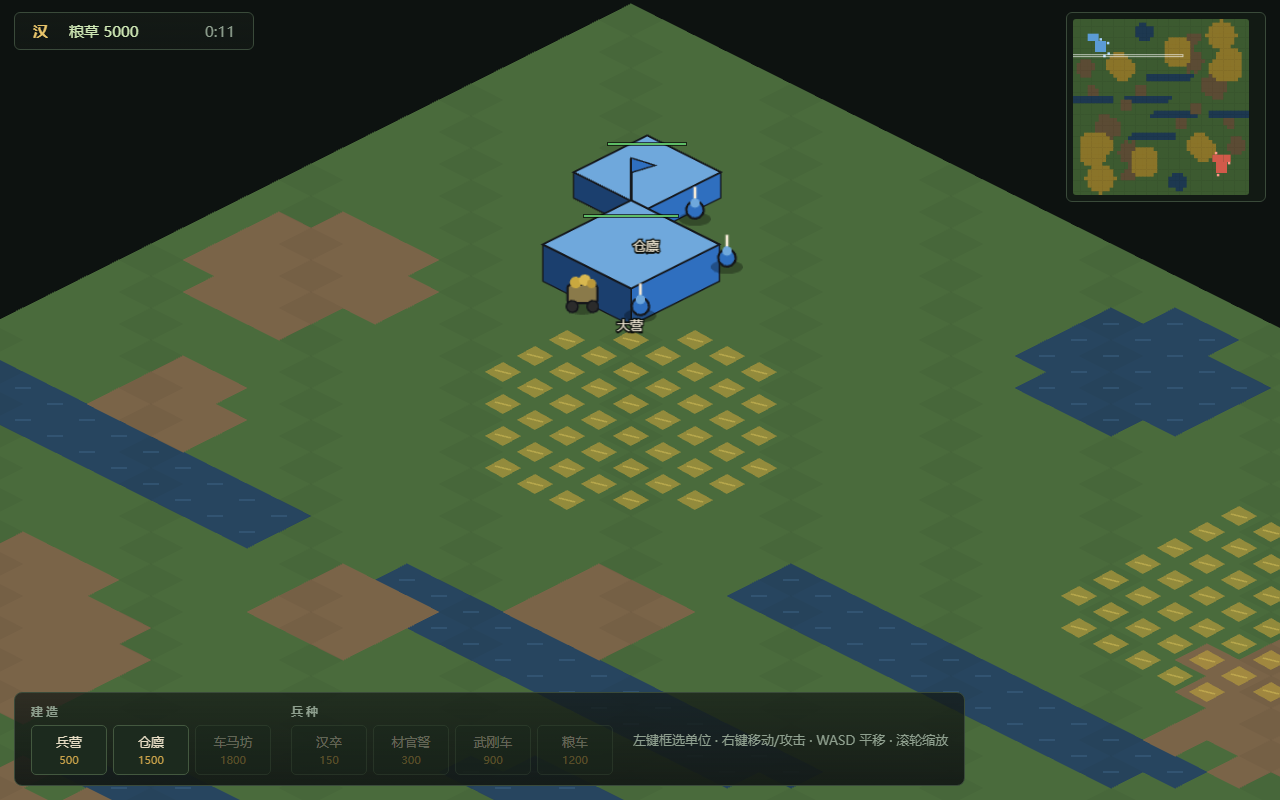 汉 粮草 5000 0:11
仓廪
大营
建造
兵营 仓廪 车马坊
500 1500 1800
兵种
汉卒 材官弩 武刚车 粮车
150 300 900 1200
左键框选单位 · 右键移动/攻击 · WASD 平移 · 滚轮缩放